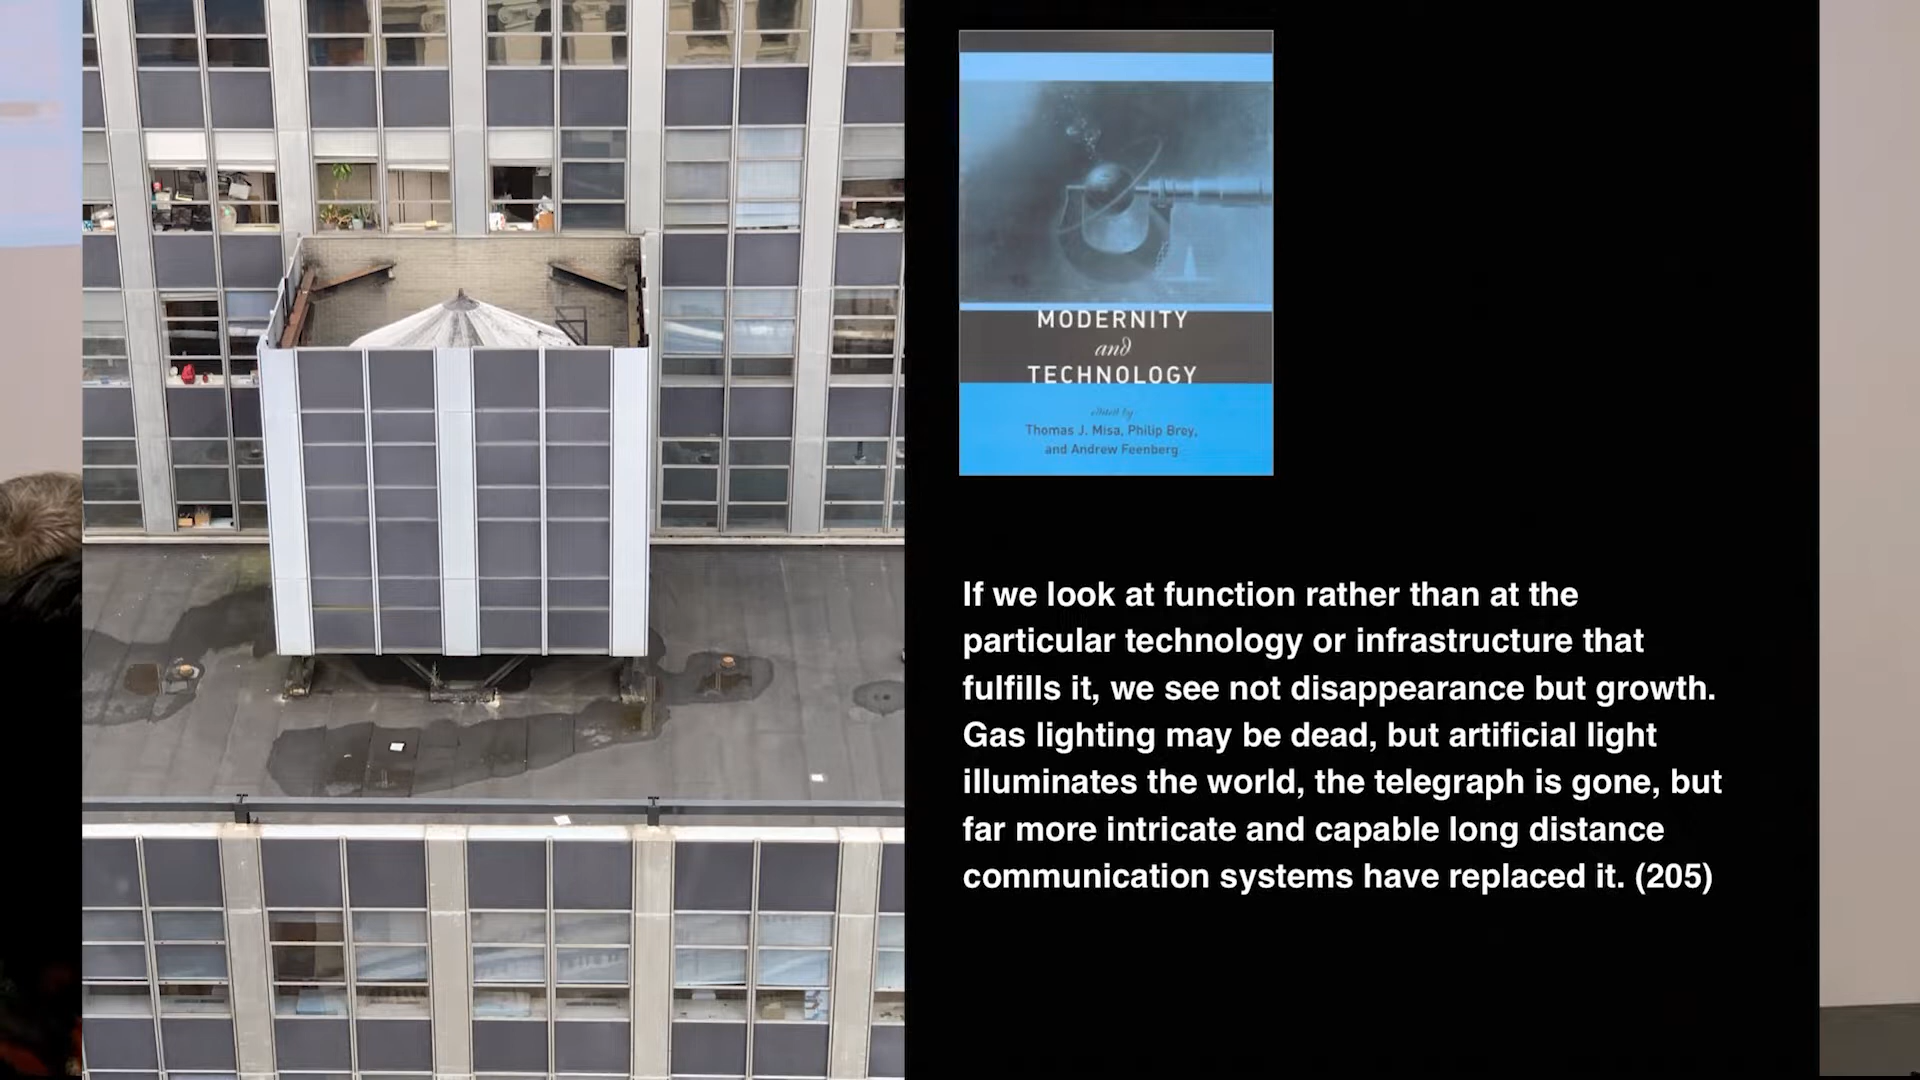 MODERNITY
and
TECHNOLOGY
edited by
Thomas J. Misa, Philip Brey,
and Andrew Feenberg
If we look at function rather than at the
particular technology or infrastructure that
fulfills it, we see not disappearance but growth.
Gas lighting may be dead, but artificial light
illuminates the world, the telegraph is gone, but
far more intricate and capable long distance
communication systems have replaced it. (205)